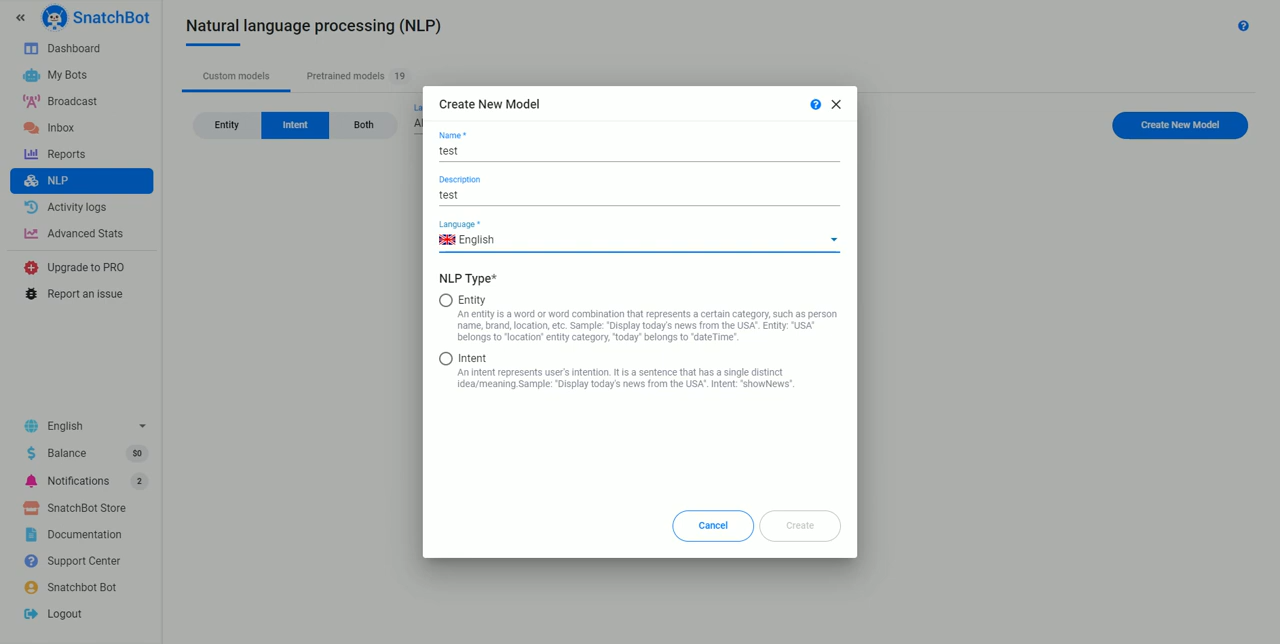 «
SnatchBot
Dashboard
My Bots
Broadcast
Inbox
Reports
NLP
Activity logs
Advanced Stats
Upgrade to PRO
Report an issue
English
Balance $0
Notifications 2
SnatchBot Store
Documentation
Support Center
Snatchbot Bot
Logout
Natural language processing (NLP)
?
Custom models Pretrained models 19
Entity Intent Both
Create New Model
Create New Model
?
Name *
test
Description
test
Language *
English
NLP Type*
Entity
An entity is a word or word combination that represents a certain category, such as person
name, brand, location, etc. Sample: "Display today's news from the USA". Entity: "USA"
belongs to "location" entity category, "today" belongs to "dateTime".
Intent
An intent represents user's intention. It is a sentence that has a single distinct
idea/meaning.Sample: "Display today's news from the USA". Intent: "showNews".
Cancel Create